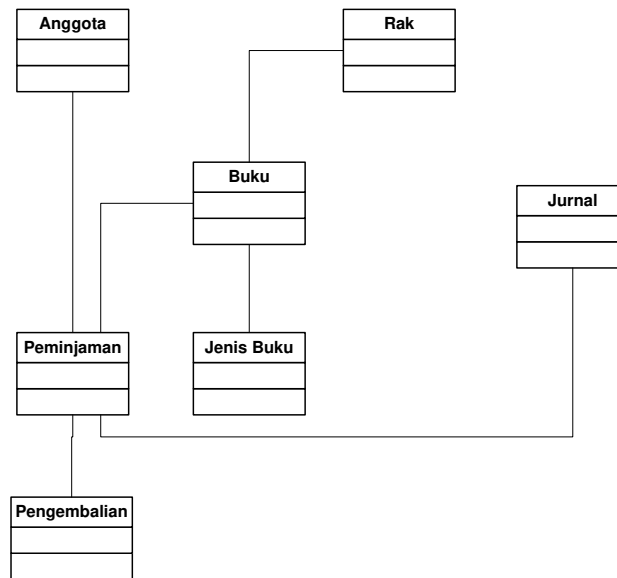 Anggota
Rak
Buku
Jurnal
Peminjaman
Jenis Buku
Pengembalian